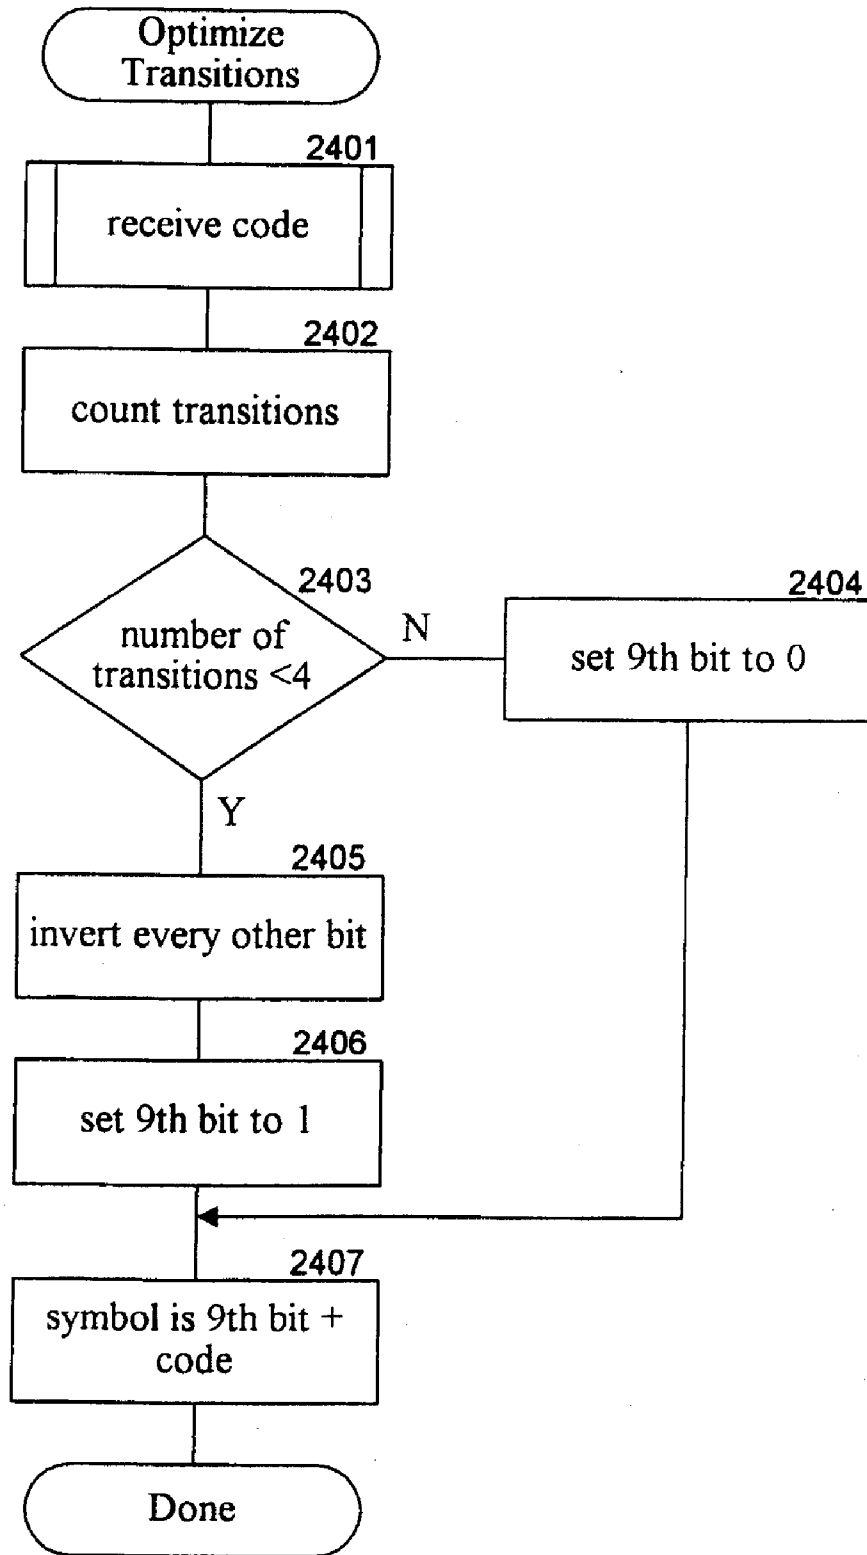 Optimize
Transitions
2401
receive code
2402
count transitions
2403
number of
transitions <4
N
2404
set 9th bit to 0
Y
2405
invert every other bit
2406
set 9th bit to 1
2407
symbol is 9th bit +
code
Done